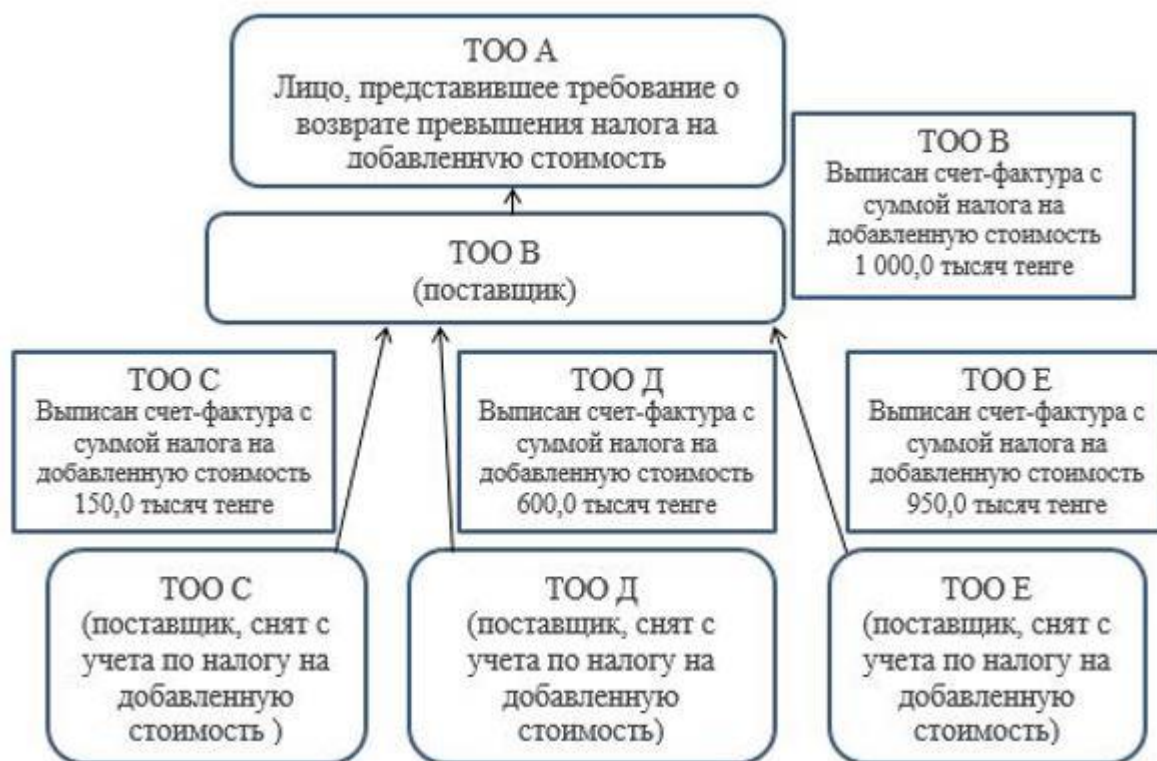 ТОО А
Лицо, представившее требование о
возврате превышения налога на
добавленную стоимость
ТОО В
Выписан счет-фактура с
суммой налога на
добавленную стоимость
1 000,0 тысяч тенге
ТОО В
(поставщик)
ТОО С
Выписан счет-фактура с
суммой налога на
добавленную стоимость
150,0 тысяч тенге
ТОО Д
Выписан счет-фактура с
суммой налога на
добавленную стоимость
600,0 тысяч тенге
ТОО Е
Выписан счет-фактура с
суммой налога на
добавленную стоимость
950,0 тысяч тенге
ТОО С
(поставщик, снят с
учета по налогу на
добавленную
стоимость )
ТОО Д
(поставщик, снят с
учета по налогу на
добавленную
стоимость)
ТОО Е
(поставщик, снят с
учета по налогу на
добавленную
стоимость)